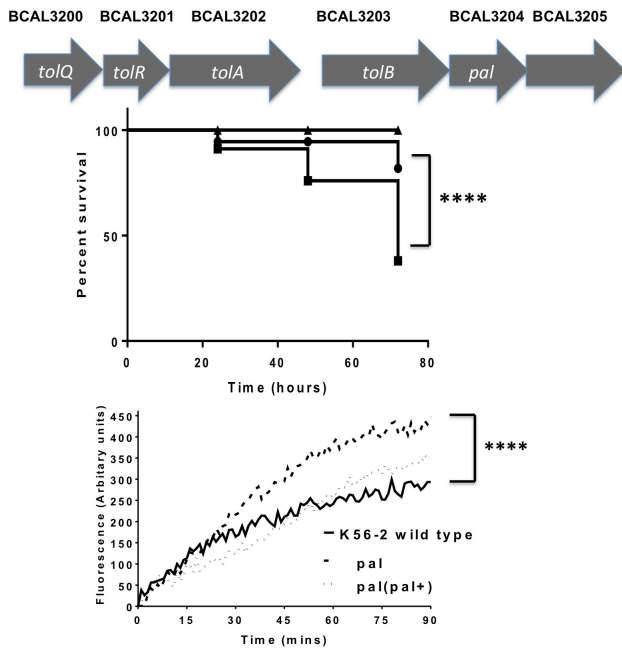 BCAL3200 BCAL3201 BCAL3202 BCAL3203 BCAL3204 BCAL3205
tolQ tolR tolA tolB pal
Percent survival
100
50
0
****
0 20 40 60 80
Time (hours)
Fluorescence (Arbitary units)
450
400
350
300
250
200
150
100
50
0
****
K56-2 wild type
pal
pal(pal+)
0 15 30 45 60 75 90
Time (mins)